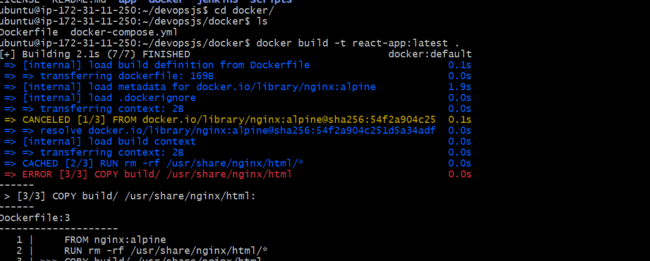 LICENSE README.md app docker jenkins scripts
ubuntu@ip-172-31-11-250:~/devopsjs$ cd docker/
ubuntu@ip-172-31-11-250:~/devopsjs/docker$ ls
Dockerfile docker-compose.yml
ubuntu@ip-172-31-11-250:~/devopsjs/docker$ docker build -t react-app:latest .
[+] Building 2.1s (7/7) FINISHED docker:default
=> [internal] load build definition from Dockerfile 0.1s
=> => transferring dockerfile: 169B 0.0s
=> [internal] load metadata for docker.io/library/nginx:alpine 1.9s
=> [internal] load .dockerignore 0.0s
=> => transferring context: 2B 0.0s
=> CANCELED [1/3] FROM docker.io/library/nginx:alpine@sha256:54f2a904c25 0.1s
=> => resolve docker.io/library/nginx:alpine@sha256:54f2a904c251d5a34adf 0.0s
=> [internal] load build context 0.0s
=> => transferring context: 2B 0.0s
=> CACHED [2/3] RUN rm -rf /usr/share/nginx/html/* 0.0s
=> ERROR [3/3] COPY build/ /usr/share/nginx/html 0.0s
------
> [3/3] COPY build/ /usr/share/nginx/html:
------
Dockerfile:3
--------------------
1 | FROM nginx:alpine
2 | RUN rm -rf /usr/share/nginx/html/*
3 | >>> COPY build/ /usr/share/nginx/html